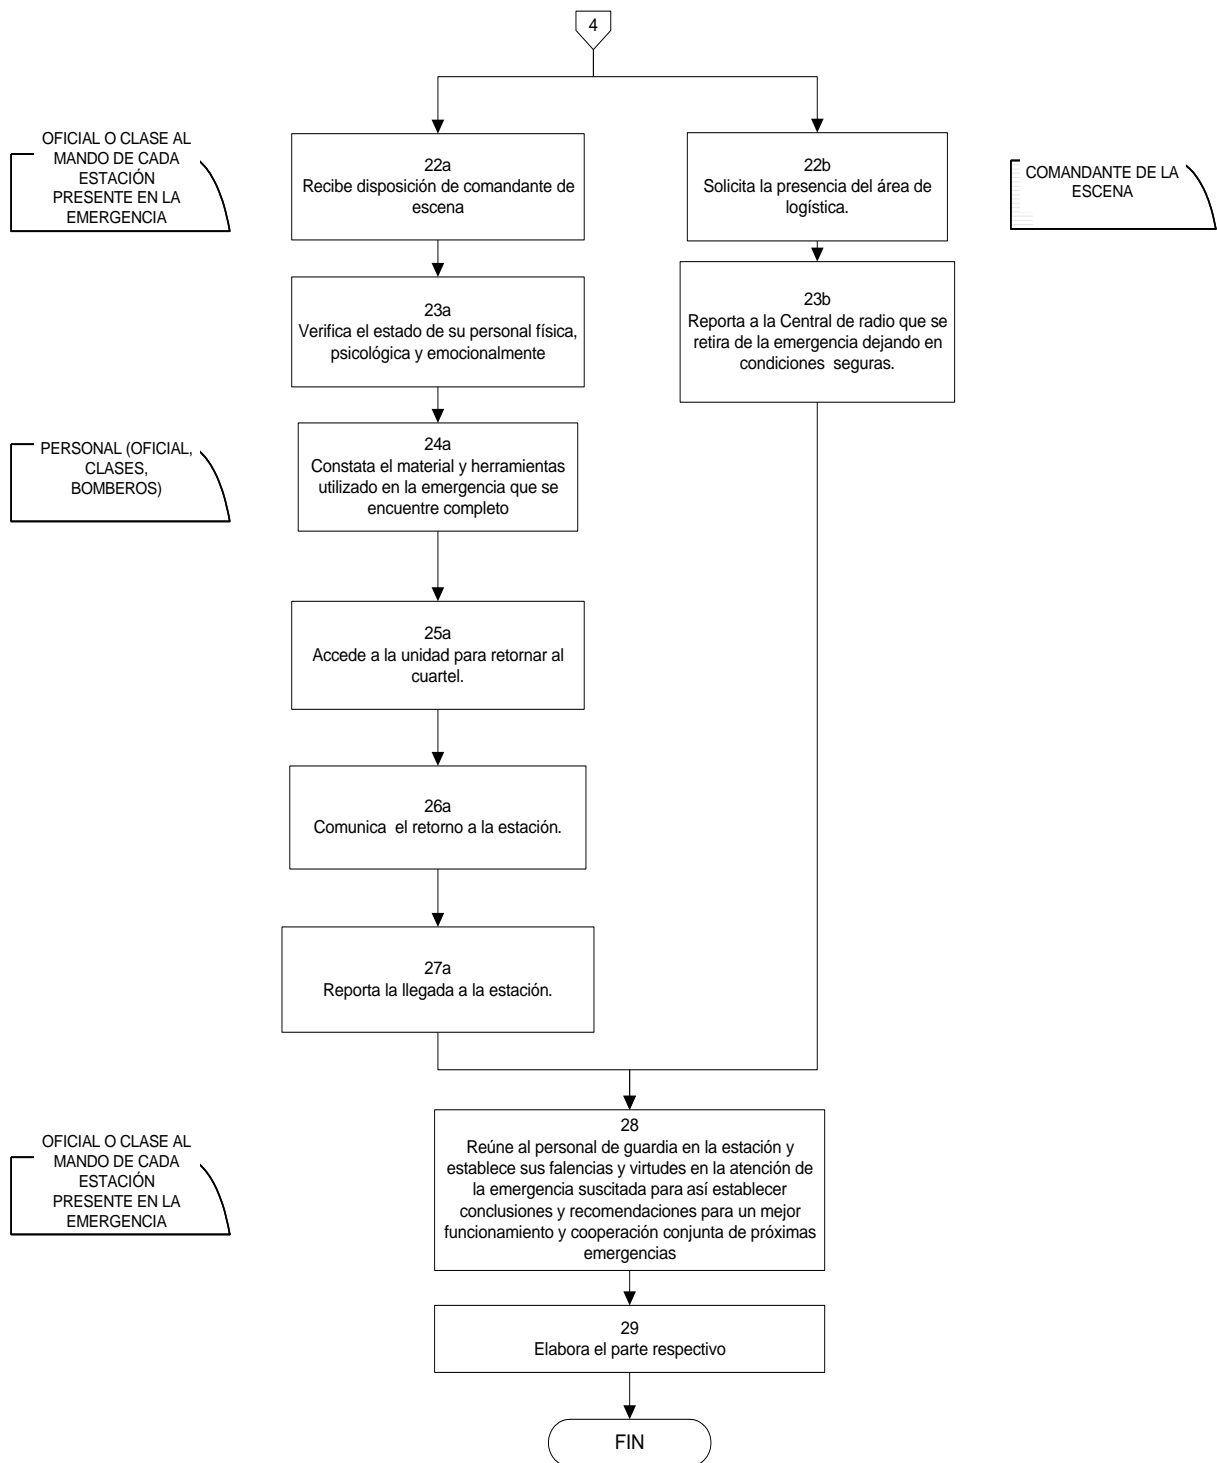 4
OFICIAL O CLASE AL
MANDO DE CADA
ESTACIÓN
PRESENTE EN LA
EMERGENCIA
22a
Recibe disposición de comandante de
escena
22b
Solicita la presencia del área de
logística.
COMANDANTE DE LA
ESCENA
23a
Verifica el estado de su personal física,
psicológica y emocionalmente
23b
Reporta a la Central de radio que se
retira de la emergencia dejando en
condiciones seguras.
PERSONAL (OFICIAL,
CLASES,
BOMBEROS)
24a
Constata el material y herramientas
utilizado en la emergencia que se
encuentre completo
25a
Accede a la unidad para retornar al
cuartel.
26a
Comunica el retorno a la estación.
27a
Reporta la llegada a la estación.
OFICIAL O CLASE AL
MANDO DE CADA
ESTACIÓN
PRESENTE EN LA
EMERGENCIA
28
Reúne al personal de guardia en la estación y
establece sus falencias y virtudes en la atención de
la emergencia suscitada para así establecer
conclusiones y recomendaciones para un mejor
funcionamiento y cooperación conjunta de próximas
emergencias
29
Elabora el parte respectivo
FIN